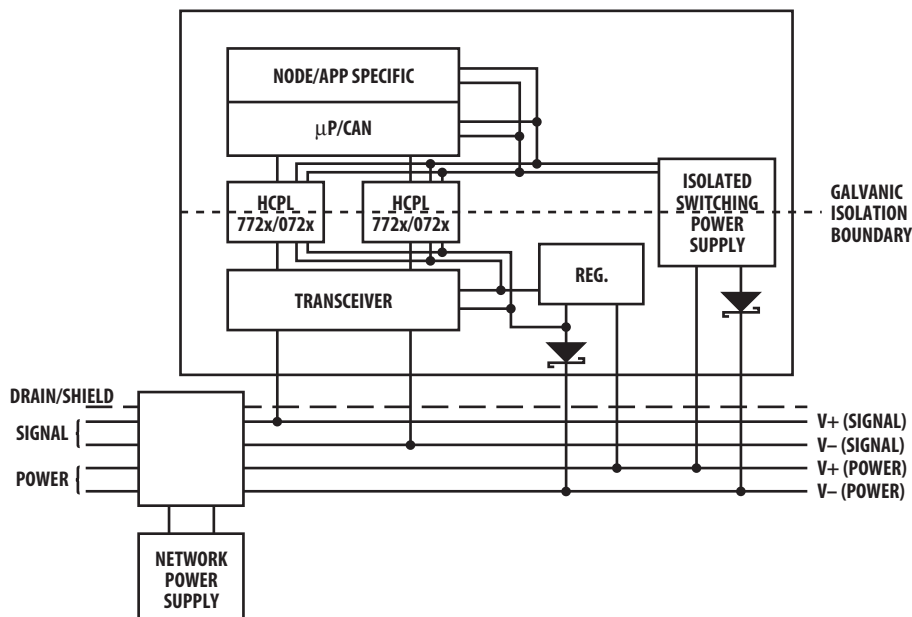 NODE/APP SPECIFIC
μP/CAN
HCPL
772x/072x
HCPL
772x/072x
ISOLATED
SWITCHING
POWER
SUPPLY
GALVANIC
ISOLATION
BOUNDARY
TRANSCEIVER
REG.
DRAIN/SHIELD
SIGNAL
POWER
V+ (SIGNAL)
V– (SIGNAL)
V+ (POWER)
V– (POWER)
NETWORK
POWER
SUPPLY